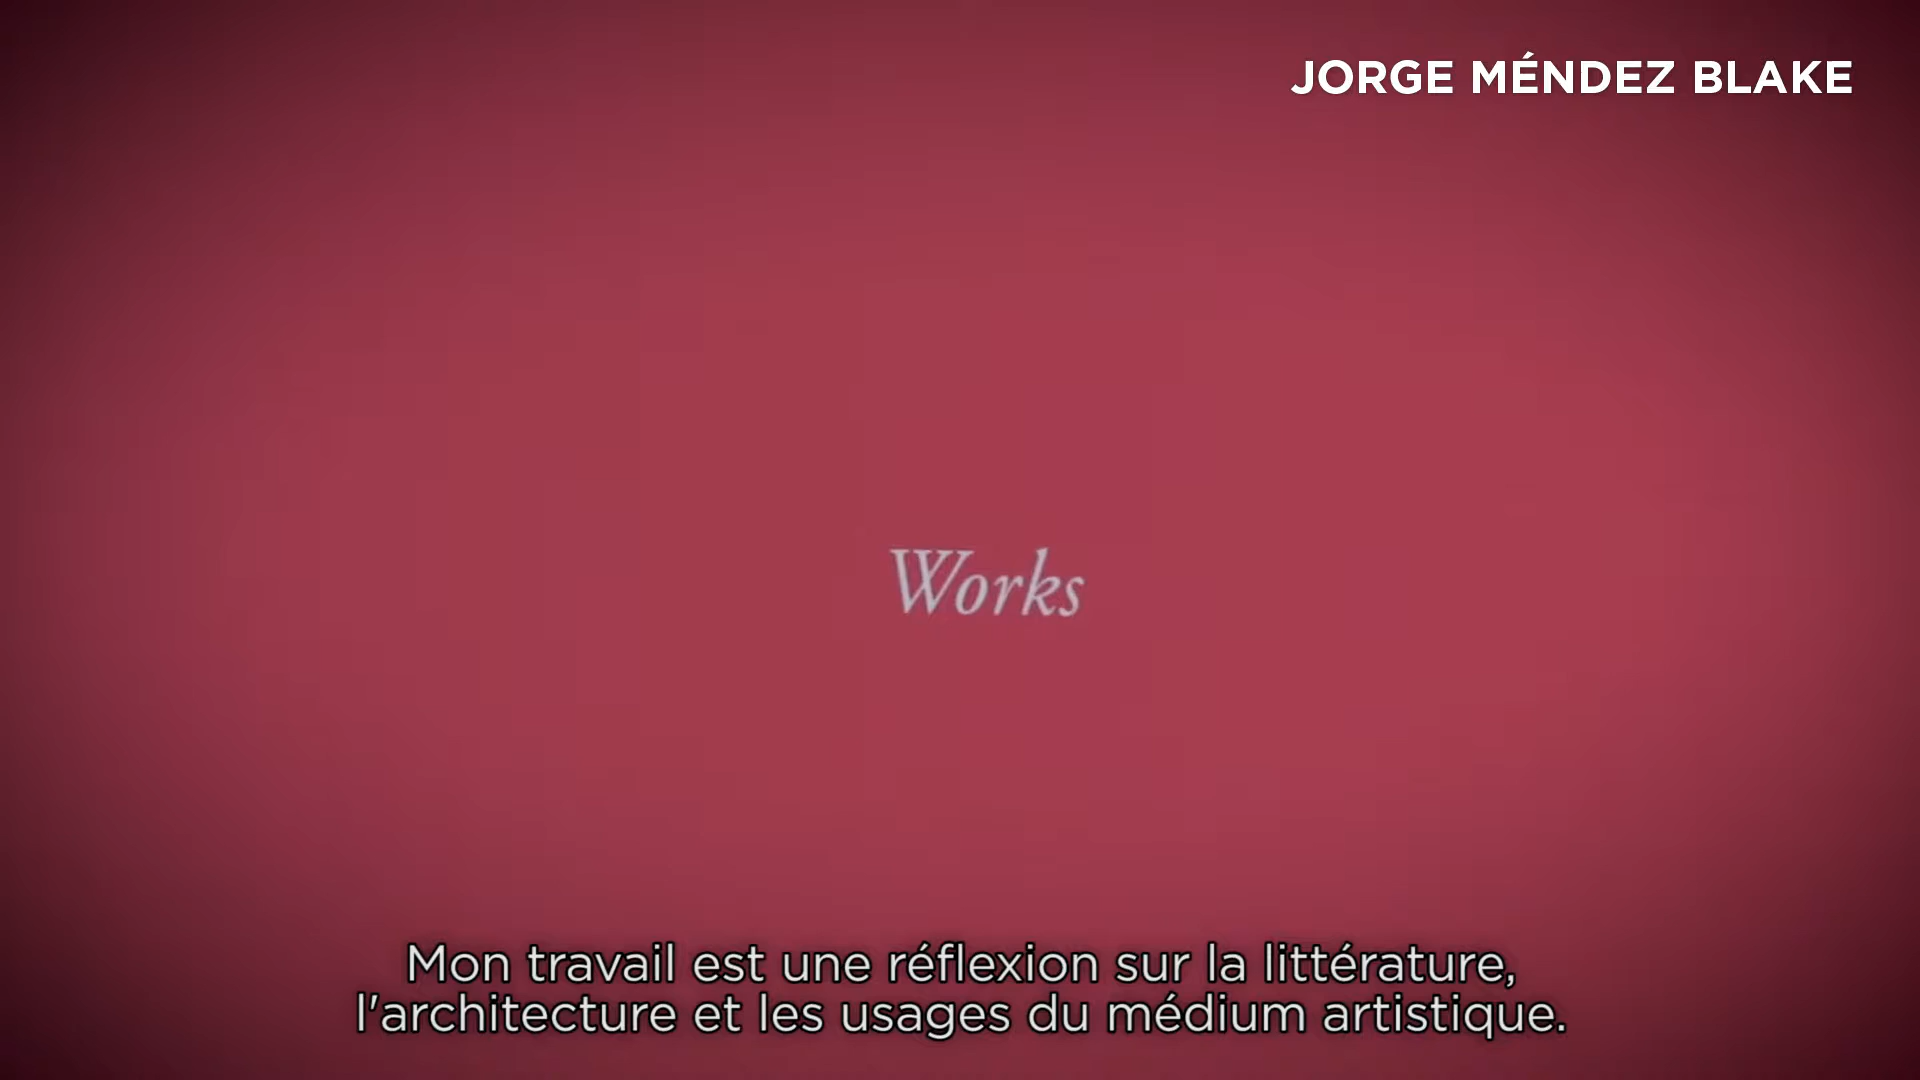 JORGE MÉNDEZ BLAKE
Works
Mon travail est une réflexion sur la littérature,
l'architecture et les usages du médium artistique.